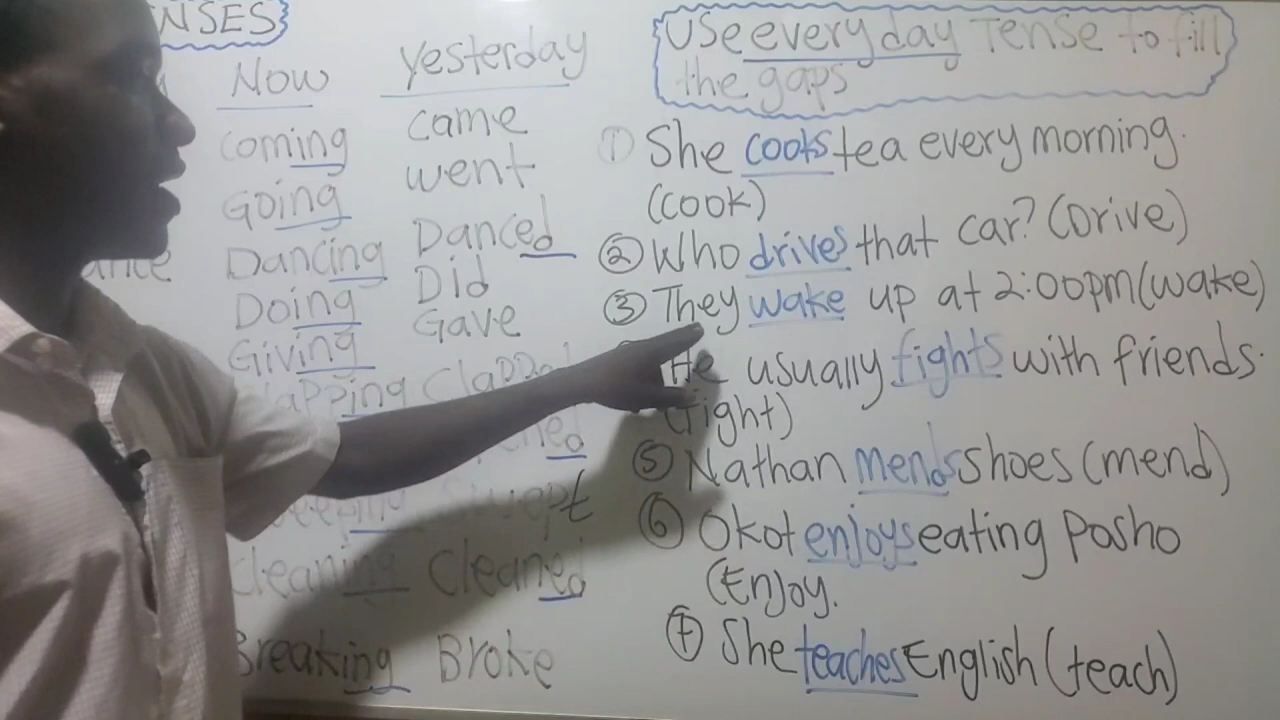 NSES
Now yesterday
coming came
Going went
Dancing Danced
Doing Did
Giving Gave
Cleaning Cleaned
Breaking Broke
Use every day Tense to fill
the gaps
① She cooks tea every morning.
(cook)
② Who drives that car? (Drive)
③ They wake up at 2:00pm (wake)
He usually fights with friends.
(fight)
⑤ Nathan mends shoes (mend)
⑥ Okot enjoys eating Posho
(Enjoy.
⑦ She teaches English (teach)